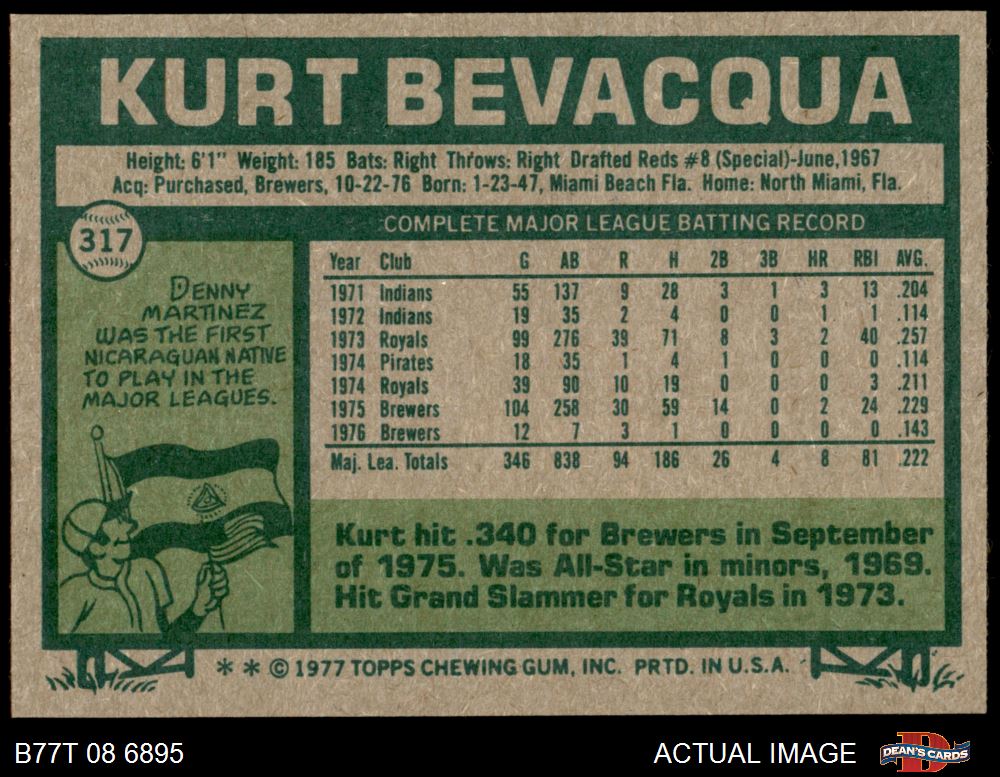 KURT BEVACQUA
Height: 6'1" Weight: 185 Bats: Right Throws: Right Drafted Reds #8 (Special)-June,1967
Acq: Purchased, Brewers, 10-22-76 Born: 1-23-47, Miami Beach Fla. Home: North Miami, Fla.
317
COMPLETE MAJOR LEAGUE BATTING RECORD
DENNY
MARTINEZ
WAS THE FIRST
NICARAGUAN NATIVE
TO PLAY IN THE
MAJOR LEAGUES.
Year Club G AB R H 2B 3B HR RBI AVG.
1971 Indians 55 137 9 28 3 1 3 13 .204
1972 Indians 19 35 2 4 0 0 1 1 .114
1973 Royals 99 276 39 71 8 3 2 40 .257
1974 Pirates 18 35 1 4 1 0 0 0 .114
1974 Royals 39 90 10 19 0 0 0 3 .211
1975 Brewers 104 258 30 59 14 0 2 24 .229
1976 Brewers 12 7 3 1 0 0 0 0 .143
Maj. Lea. Totals 346 838 94 186 26 4 8 81 .222
Kurt hit .340 for Brewers in September
of 1975. Was All-Star in minors, 1969.
Hit Grand Slammer for Royals in 1973.
* * © 1977 TOPPS CHEWING GUM, INC. PRTD. IN U.S.A.
B77T 08 6895
ACTUAL IMAGE
D
DEAN'S CARDS